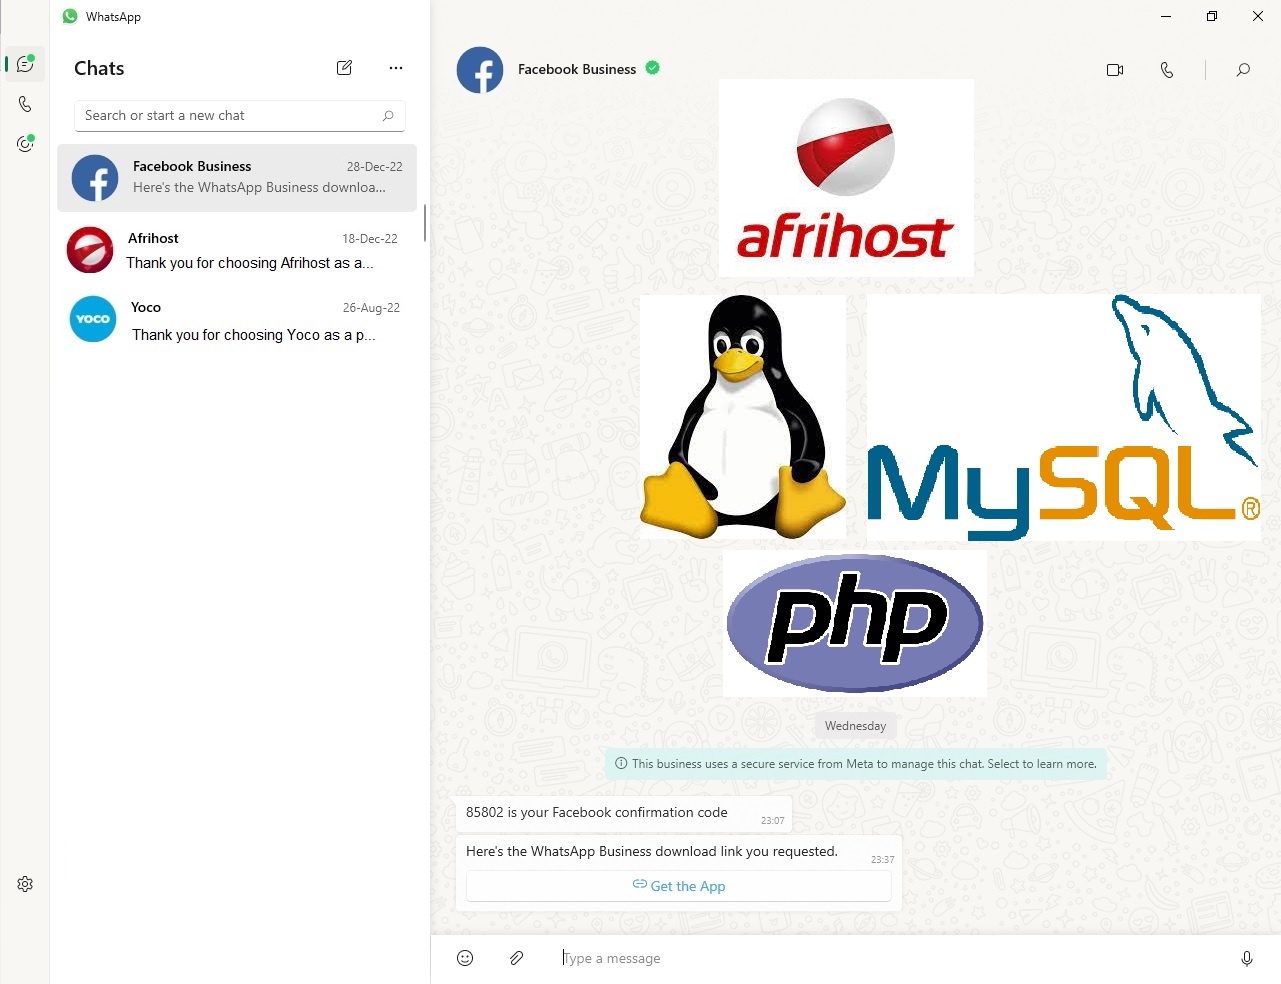 WhatsApp
Chats
Search or start a new chat
Facebook Business
28-Dec-22
Here's the WhatsApp Business downloa...
Afrihost
18-Dec-22
Thank you for choosing Afrihost as a...
YOCO
Yoco
26-Aug-22
Thank you for choosing Yoco as a p...
Facebook Business
afrihost
MySQL®
php
Wednesday
This business uses a secure service from Meta to manage this chat. Select to learn more.
85802 is your Facebook confirmation code
23:07
Here's the WhatsApp Business download link you requested.
23:37
Get the App
Type a message